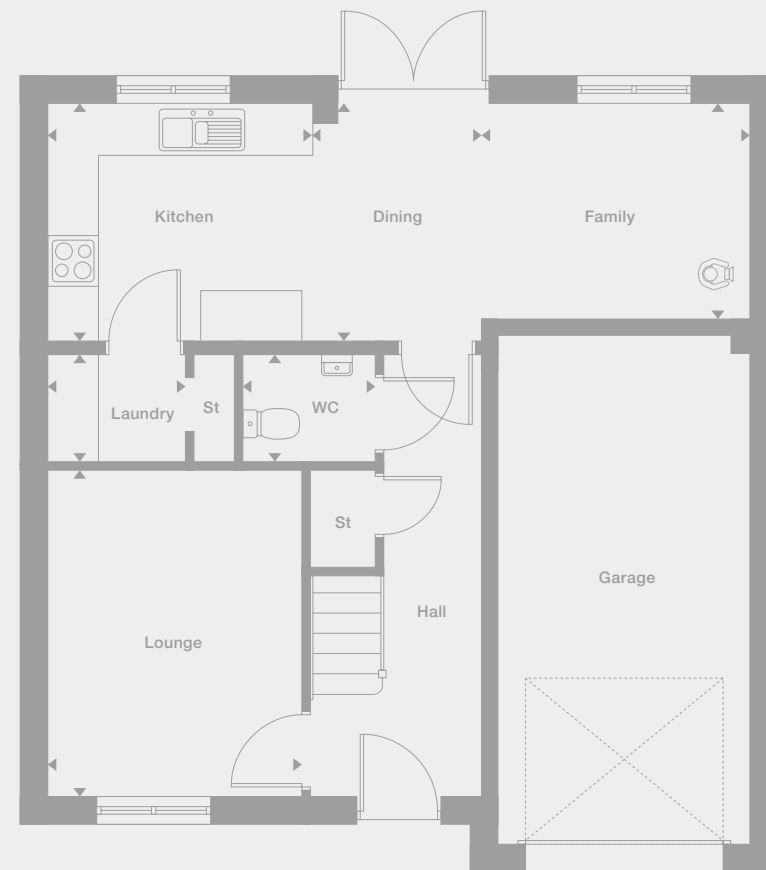 Kitchen
Dining
Family
Laundry
St
WC
St
Garage
Hall
Lounge